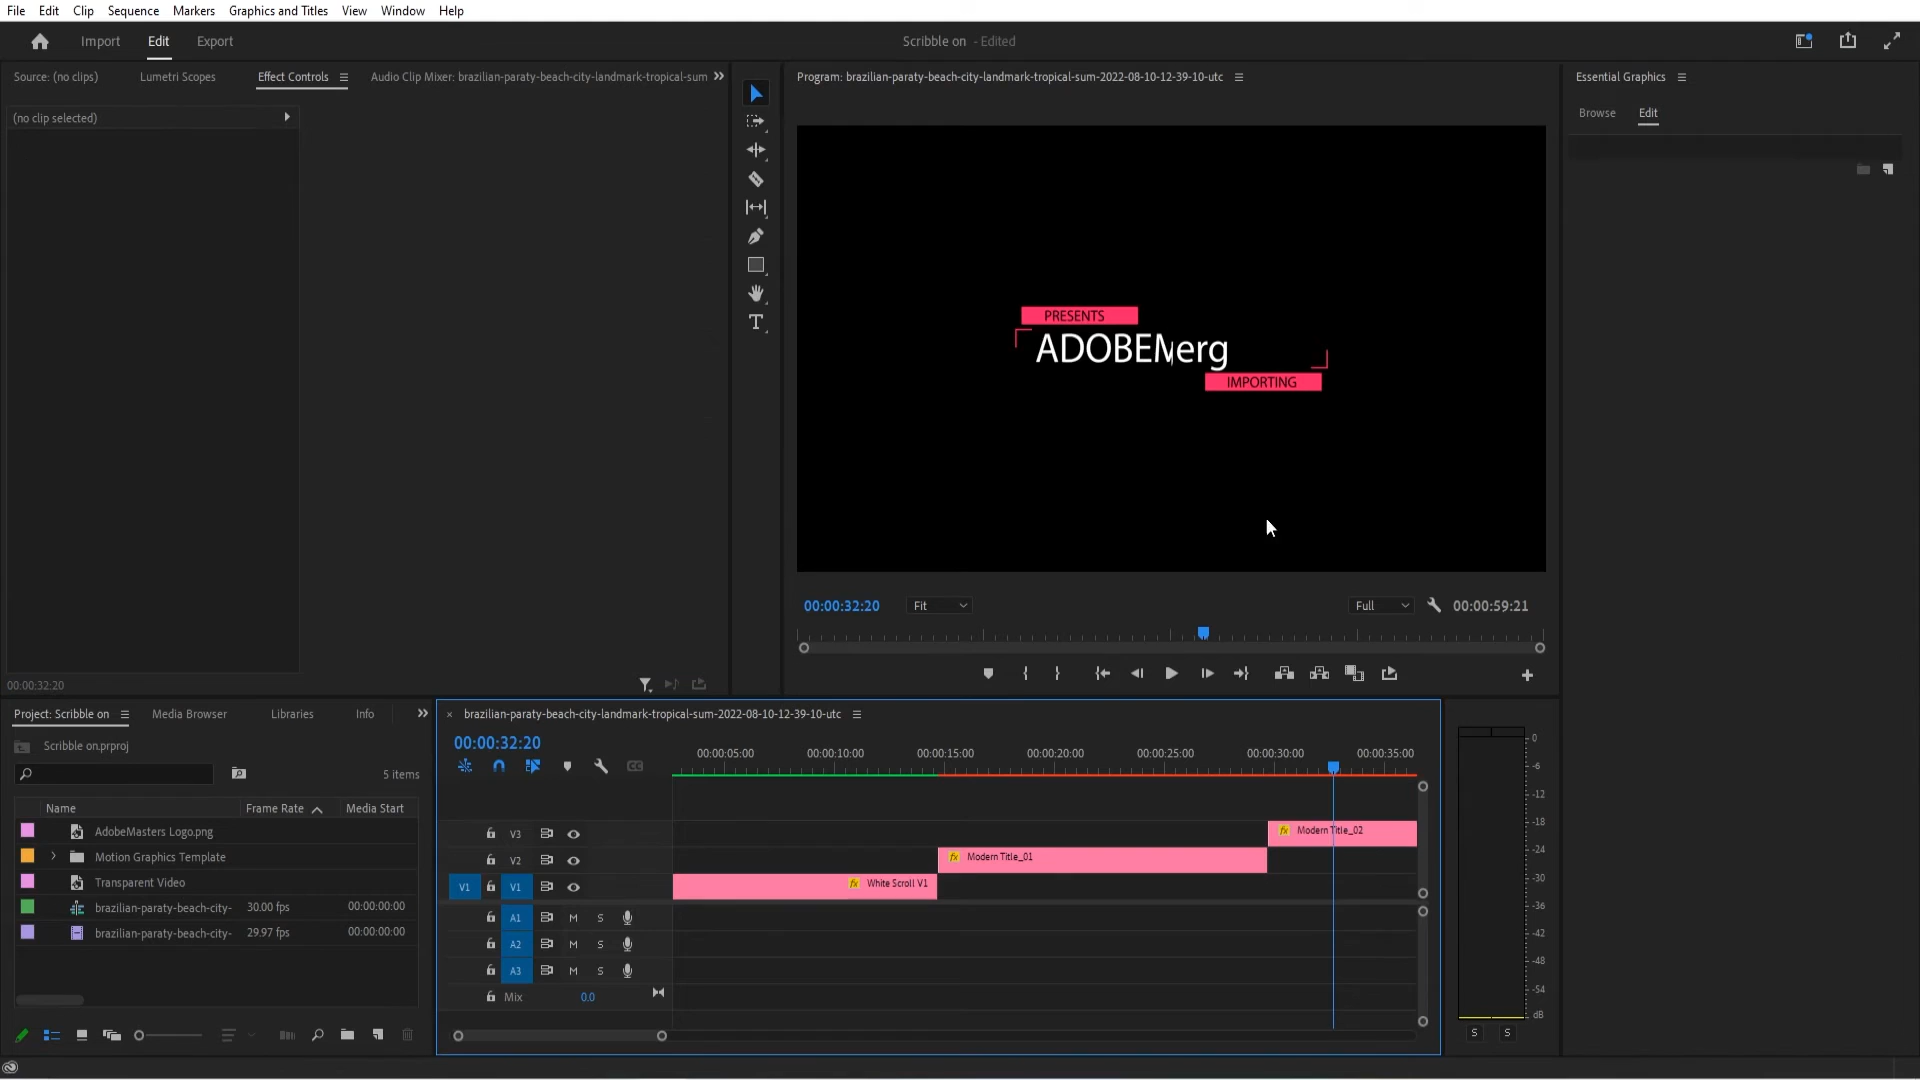 File Edit Clip Sequence Markers Graphics and Titles View Window Help
Import Edit Export Scribble on - Edited
Source: (no clips) Lumetri Scopes Effect Controls Audio Clip Mixer: brazilian-paraty-beach-city-landmark-tropical-sum
Program: brazilian-paraty-beach-city-landmark-tropical-sum-2022-08-10-12-39-10-utc
Essential Graphics
Browse Edit
(no clip selected)
PRESENTS
IMPORTING
00:00:32:20 Fit Full 00:00:59:21
00:00:32:20
Project: Scribble on Media Browser Libraries Info
Scribble on.prproj
5 items
Name Frame Rate Media Start
AdobeMasters Logo.png
Motion Graphics Template
Transparent Video
brazilian-paraty-beach-city- 30.00 fps 00:00:00:00
brazilian-paraty-beach-city- 29.97 fps 00:00:00:00
brazilian-paraty-beach-city-landmark-tropical-sum-2022-08-10-12-39-10-utc
00:00:32:20
00:00:05:00 00:00:10:00 00:00:15:00 00:00:20:00 00:00:25:00 00:00:30:00 00:00:35:00
CC
V3 fx Modern Title_02
V2 fx Modern Title_01
V1 V1 fx White Scroll V1
A1 M S
A2 M S
A3 M S
Mix 0.0
0
-6
-12
-18
-24
-30
-36
-42
-48
-54
dB
S S